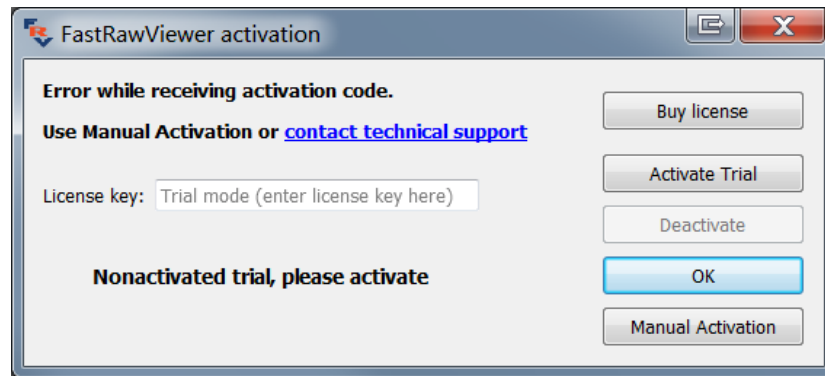 FastRawViewer activation
Error while receiving activation code.
Use Manual Activation or contact technical support
License key: Trial mode (enter license key here)
Nonactivated trial, please activate
Buy license
Activate Trial
Deactivate
OK
Manual Activation